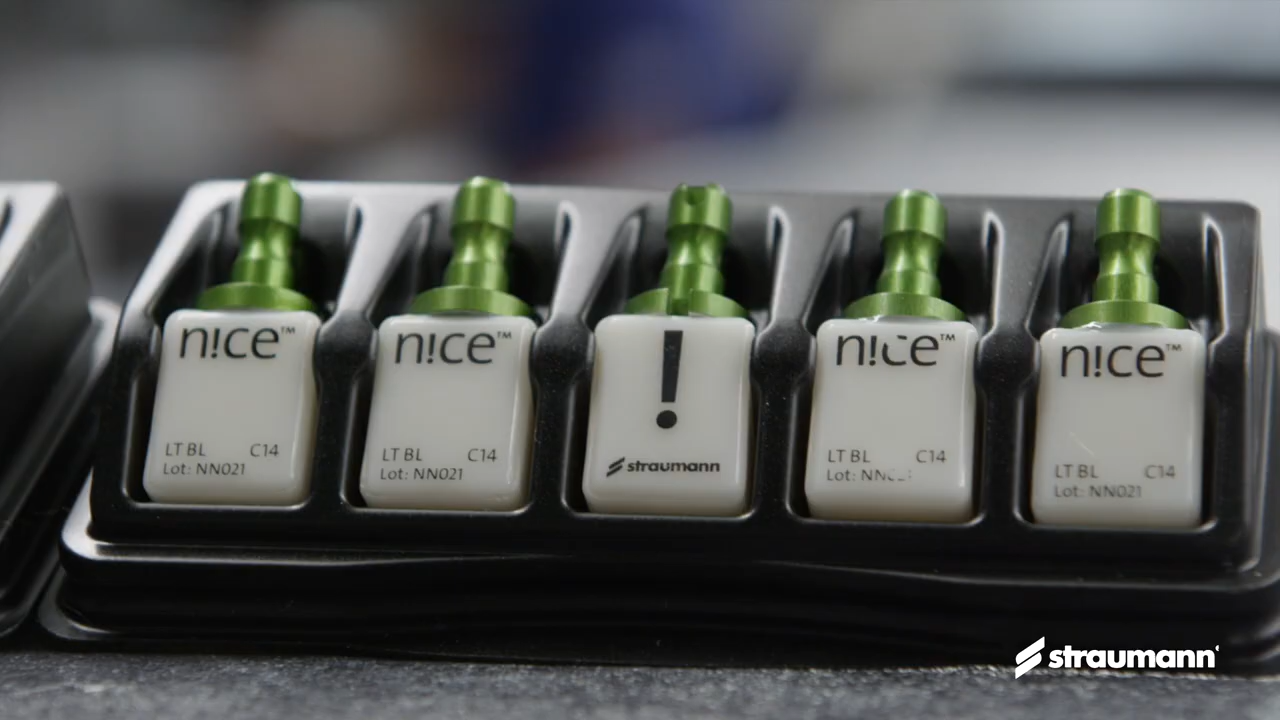 n!ce™
LT BL C14
Lot: NN021
n!ce™
LT BL C14
Lot: NN021
!
straumann
n!ce™
LT BL C14
Lot:
n!ce™
LT BL C14
Lot: NN021
straumann